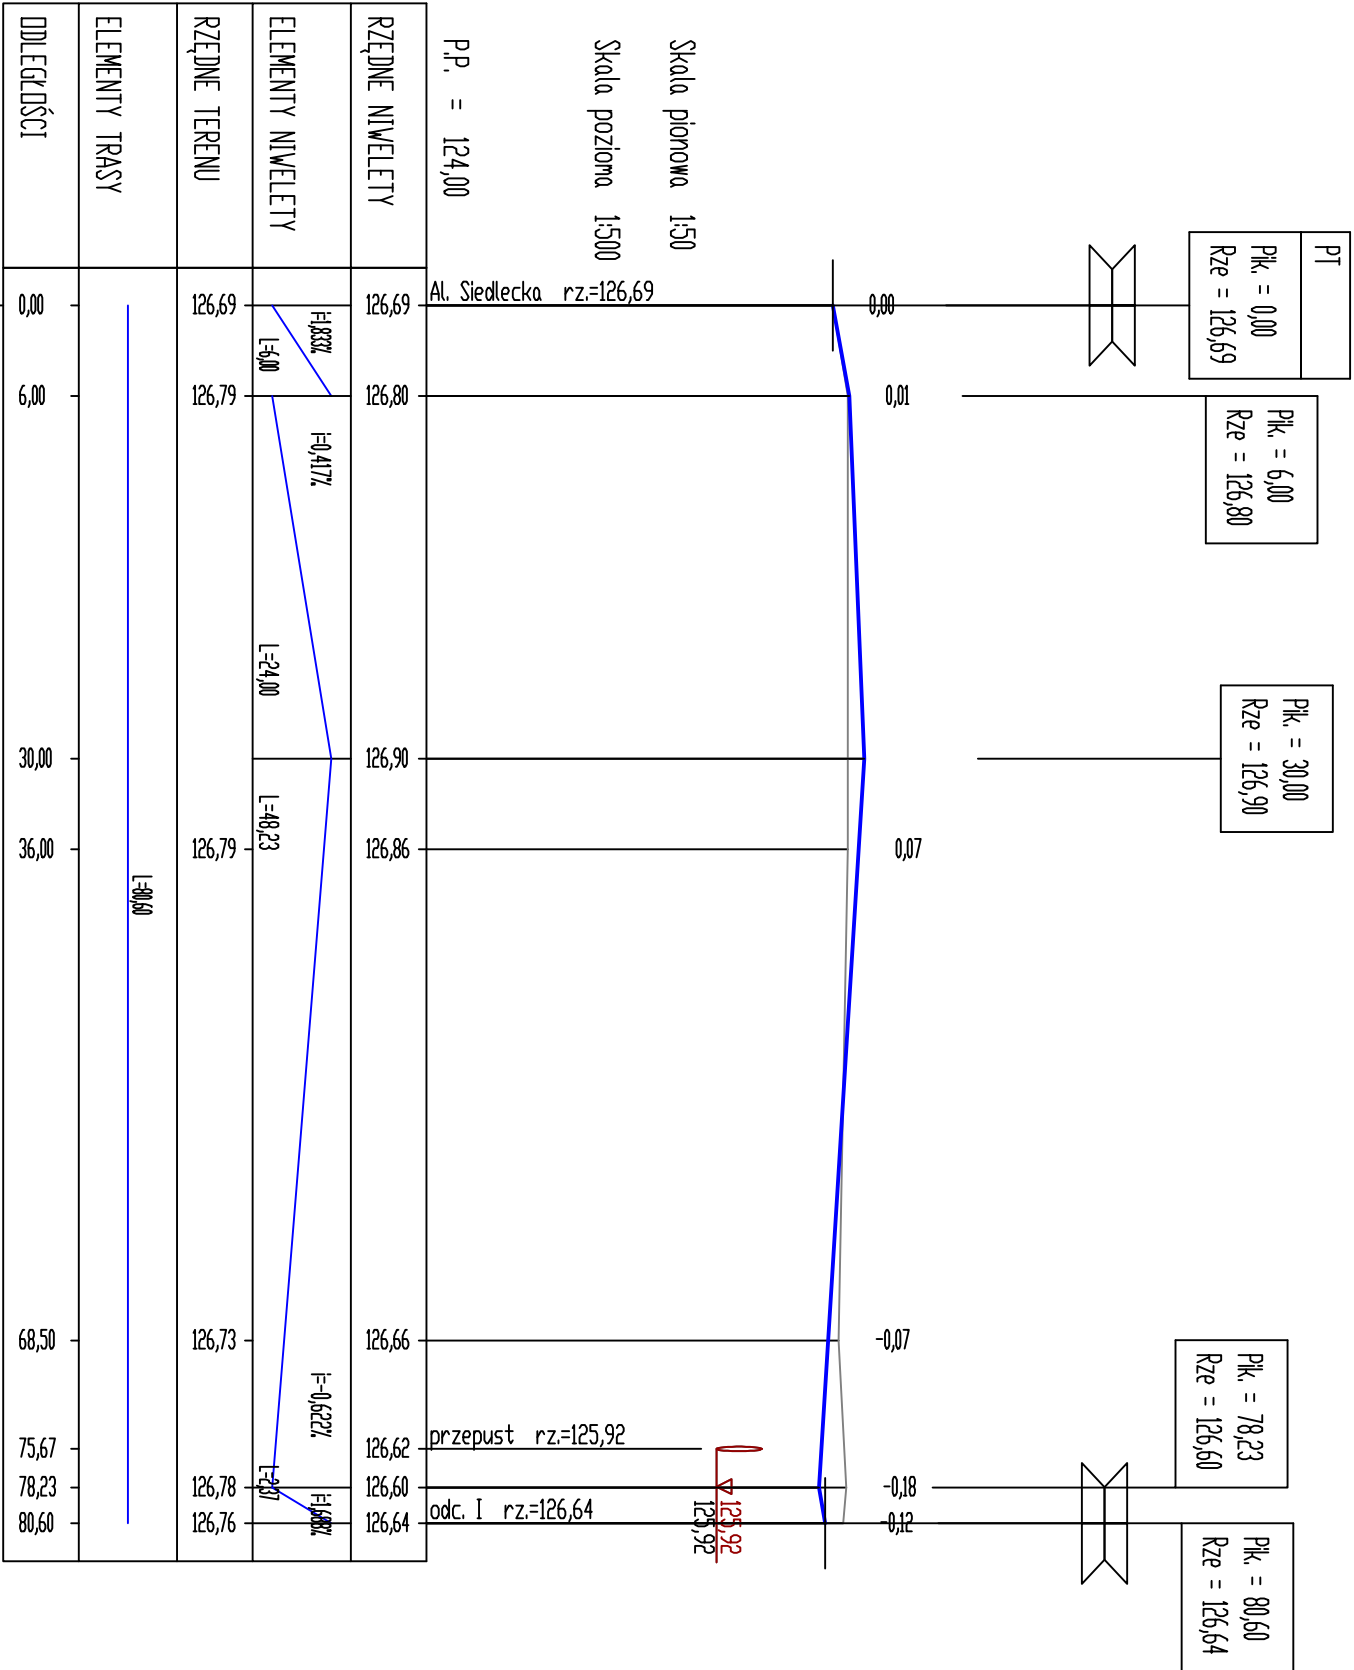 PT
Pik. = 0,00
Rze = 126,69
Pik. = 6,00
Rze = 126,80
Pik. = 30,00
Rze = 126,90
Pik. = 78,23
Rze = 126,60
Pik. = 80,60
Rze = 126,64
0,00
0,01
0,07
-0,07
-0,18
-0,12
Skala pionowa 1:50
Skala pozioma 1:500
P.P. = 124,00
Al. Siedlecka rz.=126,69
przepust rz.=125,92
odc. I rz.=126,64
125,92
125,92
RZĘDNE NIWELETY
126,69
126,80
126,90
126,86
126,66
126,62
126,60
126,64
ELEMENTY NIWELETY
i=1,833%
L=6,00
i=0,417%
L=24,00
L=48,23
i=-0,622%
L=2,37
i=1,688%
RZĘDNE TERENU
126,69
126,79
126,79
126,73
126,78
126,76
ELEMENTY TRASY
L=80,60
ODLEGŁOŚCI
0,00
6,00
30,00
36,00
68,50
75,67
78,23
80,60